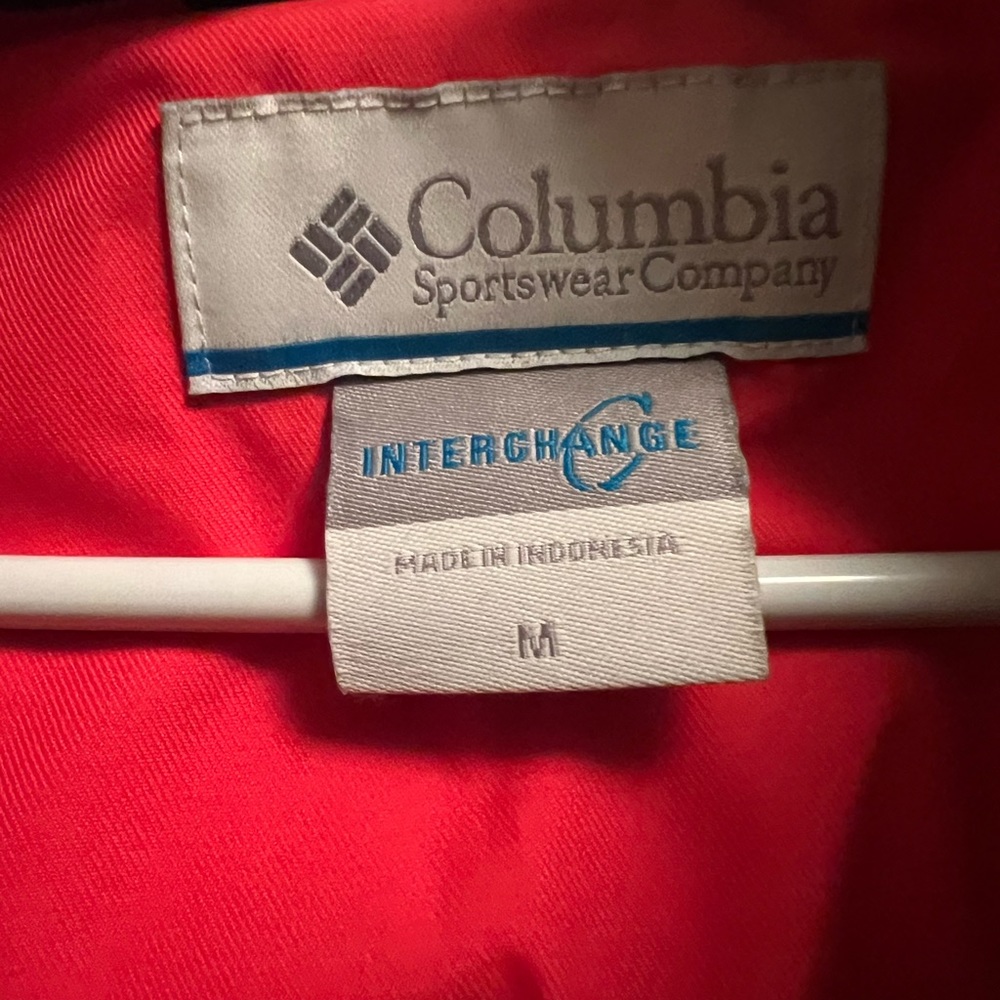 Columbia
Sportswear Company
INTERCHANGE
MADE IN INDONESIA
M